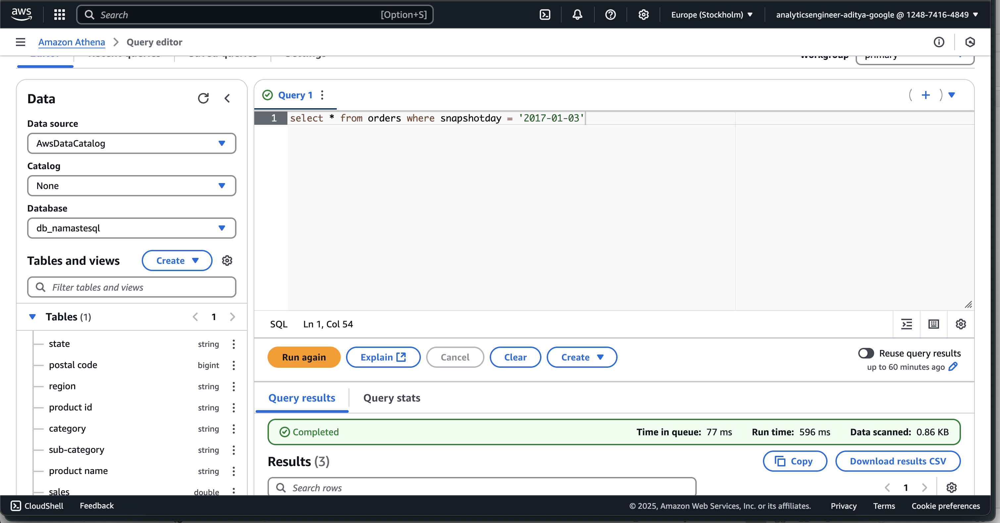 aws
Search [Option+S]
Europe (Stockholm)
analyticsengineer-aditya-google @ 1248-7416-4849
Amazon Athena > Query editor
Data
Data source
AwsDataCatalog
Catalog
None
Database
db_namastesql
Tables and views
Create
Filter tables and views
Tables (1)
1
state string
postal code bigint
region string
product id string
category string
sub-category string
product name string
sales double
Query 1
1 select * from orders where snapshotday = '2017-01-03'
SQL Ln 1, Col 54
Run again
Explain
Cancel
Clear
Create
Reuse query results
up to 60 minutes ago
Query results
Query stats
Completed
Time in queue: 77 ms
Run time: 596 ms
Data scanned: 0.86 KB
Results (3)
Copy
Download results CSV
Search rows
1
CloudShell
Feedback
© 2025, Amazon Web Services, Inc. or its affiliates.
Privacy
Terms
Cookie preferences